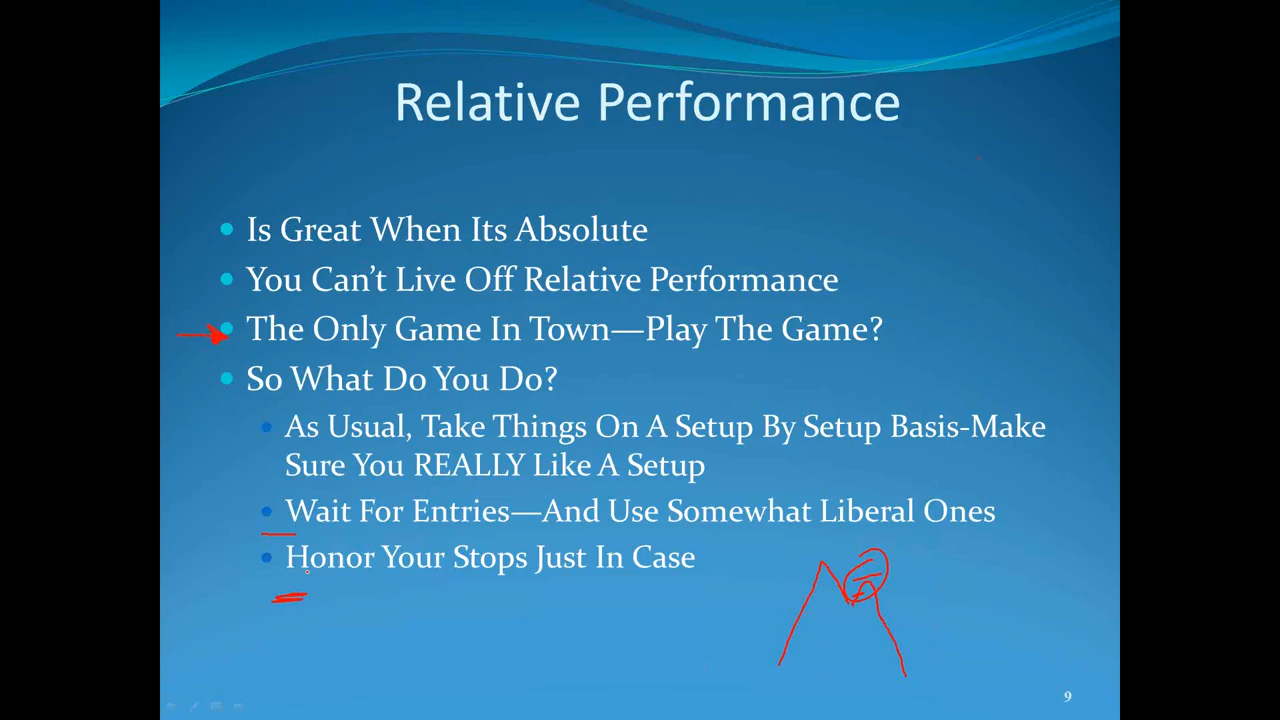 Relative Performance
Is Great When Its Absolute
You Can’t Live Off Relative Performance
The Only Game In Town—Play The Game?
So What Do You Do?
As Usual, Take Things On A Setup By Setup Basis-Make
Sure You REALLY Like A Setup
Wait For Entries—And Use Somewhat Liberal Ones
Honor Your Stops Just In Case
9